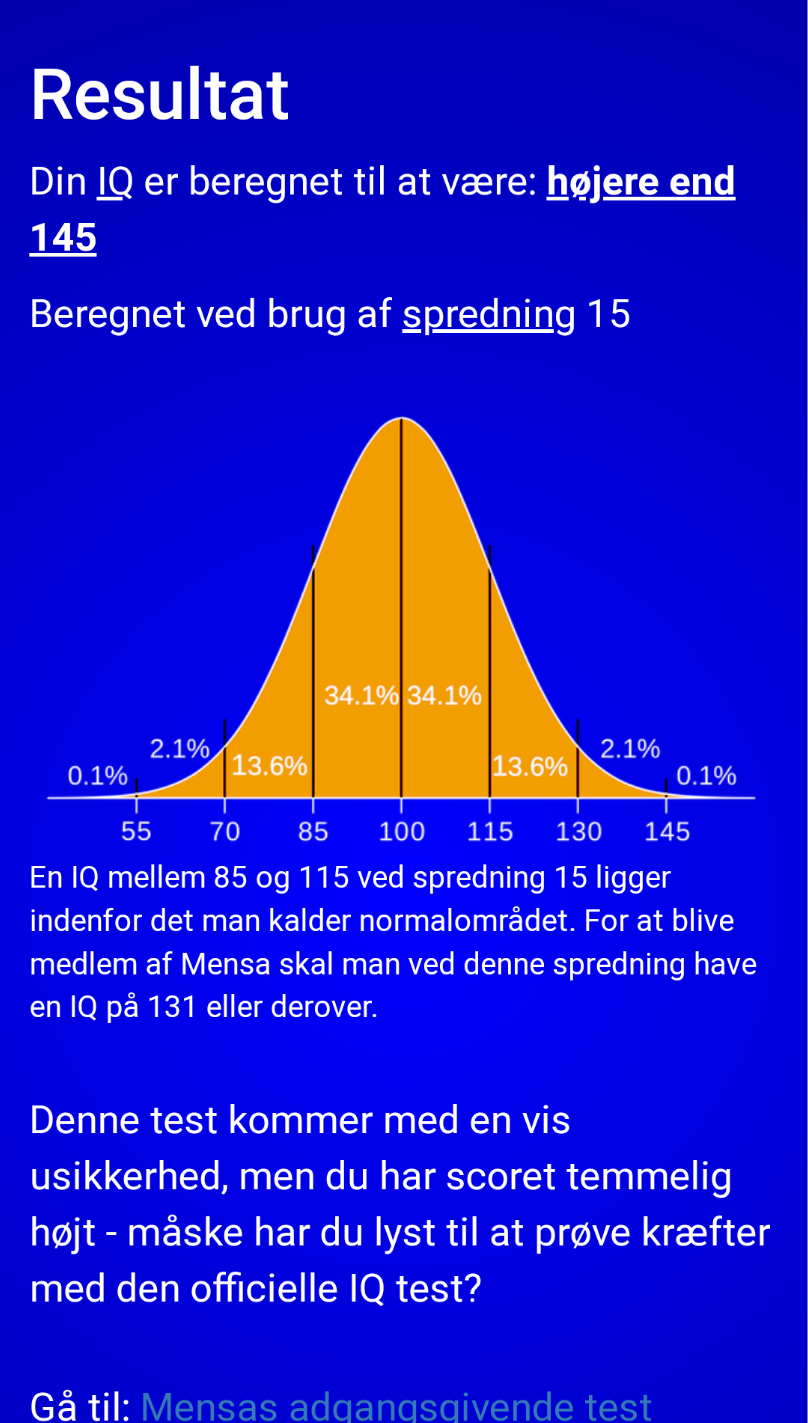 Resultat
Din IQ er beregnet til at være: højere end
145
Beregnet ved brug af spredning 15
34.1% 34.1%
0.1% 2.1% 13.6% 13.6% 2.1% 0.1%
55 70 85 100 115 130 145
En IQ mellem 85 og 115 ved spredning 15 ligger
indenfor det man kalder normalområdet. For at blive
medlem af Mensa skal man ved denne spredning have
en IQ på 131 eller derover.
Denne test kommer med en vis
usikkerhed, men du har scoret temmelig
højt - måske har du lyst til at prøve kræfter
med den officielle IQ test?
Gå til: Mensas adgangsgivende test